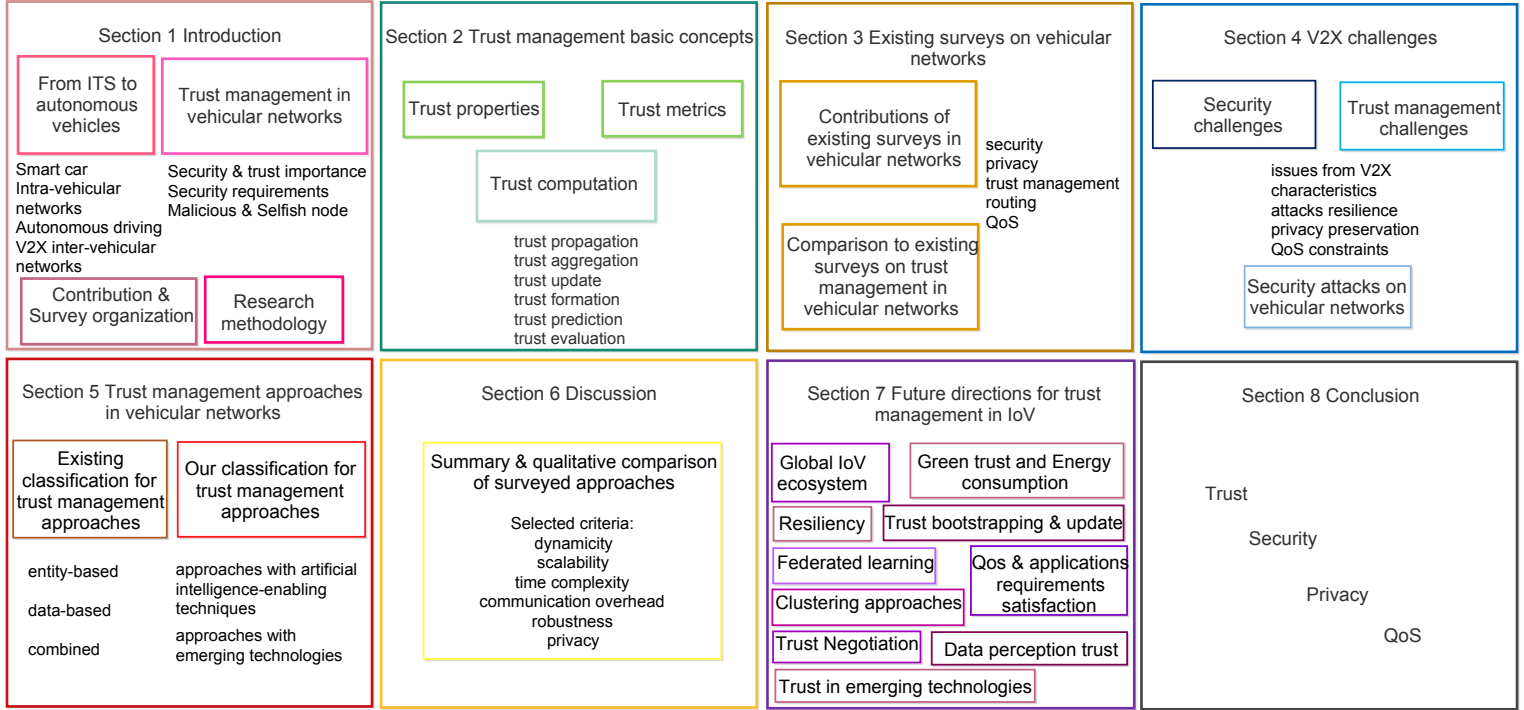 Section 1 Introduction
From ITS to
autonomous
vehicles
Trust management in
vehicular networks
Smart car
Intra-vehicular
networks
Autonomous driving
V2X inter-vehicular
networks
Security & trust importance
Security requirements
Malicious & Selfish node
Contribution &
Survey organization
Research
methodology
Section 2 Trust management basic concepts
Trust properties
Trust metrics
Trust computation
trust propagation
trust aggregation
trust update
trust formation
trust prediction
trust evaluation
Section 3 Existing surveys on vehicular
networks
Contributions of
existing surveys in
vehicular networks
security
privacy
trust management
routing
QoS
Comparison to existing
surveys on trust
management in
vehicular networks
Section 4 V2X challenges
Security
challenges
Trust management
challenges
issues from V2X
characteristics
attacks resilience
privacy preservation
QoS constraints
Security attacks on
vehicular networks
Section 5 Trust management approaches
in vehicular networks
Existing
classification for
trust management
approaches
Our classification for
trust management
approaches
entity-based
data-based
combined
approaches with artificial
intelligence-enabling
techniques
approaches with
emerging technologies
Section 6 Discussion
Summary & qualitative comparison
of surveyed approaches
Selected criteria:
dynamicity
scalability
time complexity
communication overhead
robustness
privacy
Section 7 Future directions for trust
management in IoV
Global IoV
ecosystem
Green trust and Energy
consumption
Resiliency
Trust bootstrapping & update
Federated learning
Qos & applications
requirements
satisfaction
Clustering approaches
Trust Negotiation
Data perception trust
Trust in emerging technologies
Section 8 Conclusion
Trust
Security
Privacy
QoS